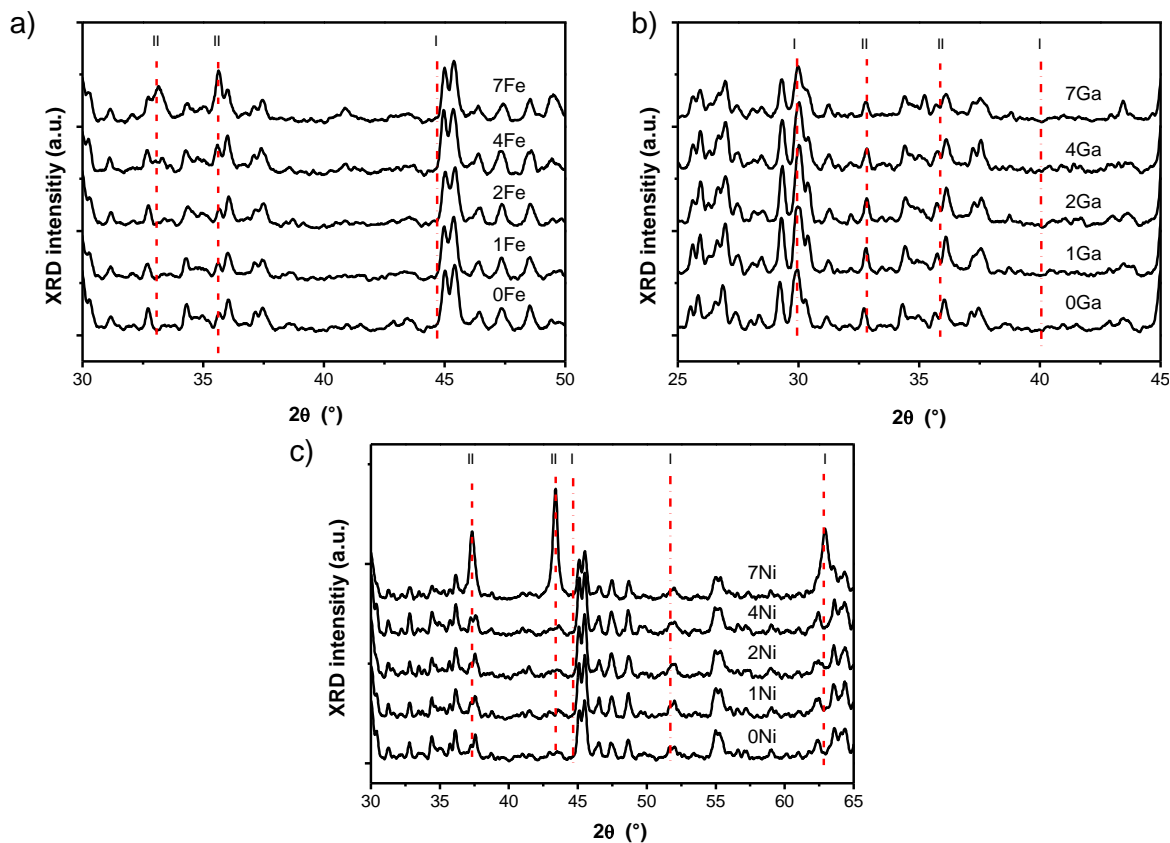 a)
II II I
7Fe
4Fe
2Fe
1Fe
0Fe
XRD intensitiy (a.u.)
30 35 40 45 50
2θ (°)
b)
I II II I
7Ga
4Ga
2Ga
1Ga
0Ga
XRD intensitiy (a.u.)
25 30 35 40 45
2θ (°)
c)
II II I I I
7Ni
4Ni
2Ni
1Ni
0Ni
XRD intensitiy (a.u.)
30 35 40 45 50 55 60 65
2θ (°)